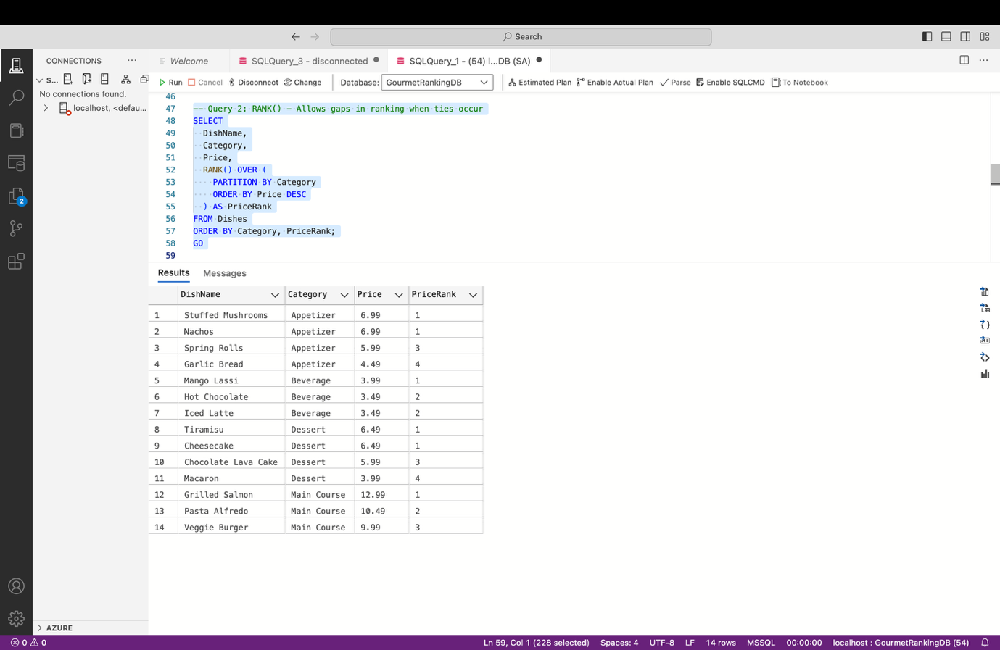 Search
CONNECTIONS
Welcome
SQLQuery_3 - disconnected
SQLQuery_1 - (54) l...DB (SA)
S...
Run Cancel Disconnect Change Database: GourmetRankingDB Estimated Plan Enable Actual Plan Parse Enable SQLCMD To Notebook
No connections found.
localhost, <defau...
46
47 -- Query 2: RANK() - Allows gaps in ranking when ties occur
48 SELECT
49 DishName,
50 Category,
51 Price,
52 RANK() OVER (
53 PARTITION BY Category
54 ORDER BY Price DESC
55 ) AS PriceRank
56 FROM Dishes
57 ORDER BY Category, PriceRank;
58 GO
59
2
Results Messages
DishName Category Price PriceRank
1 Stuffed Mushrooms Appetizer 6.99 1
2 Nachos Appetizer 6.99 1
3 Spring Rolls Appetizer 5.99 3
4 Garlic Bread Appetizer 4.49 4
5 Mango Lassi Beverage 3.99 1
6 Hot Chocolate Beverage 3.49 2
7 Iced Latte Beverage 3.49 2
8 Tiramisu Dessert 6.49 1
9 Cheesecake Dessert 6.49 1
10 Chocolate Lava Cake Dessert 5.99 3
11 Macaron Dessert 3.99 4
12 Grilled Salmon Main Course 12.99 1
13 Pasta Alfredo Main Course 10.49 2
14 Veggie Burger Main Course 9.99 3
AZURE
0 0 Ln 59, Col 1 (228 selected) Spaces: 4 UTF-8 LF 14 rows MSSQL 00:00:00 localhost : GourmetRankingDB (54)